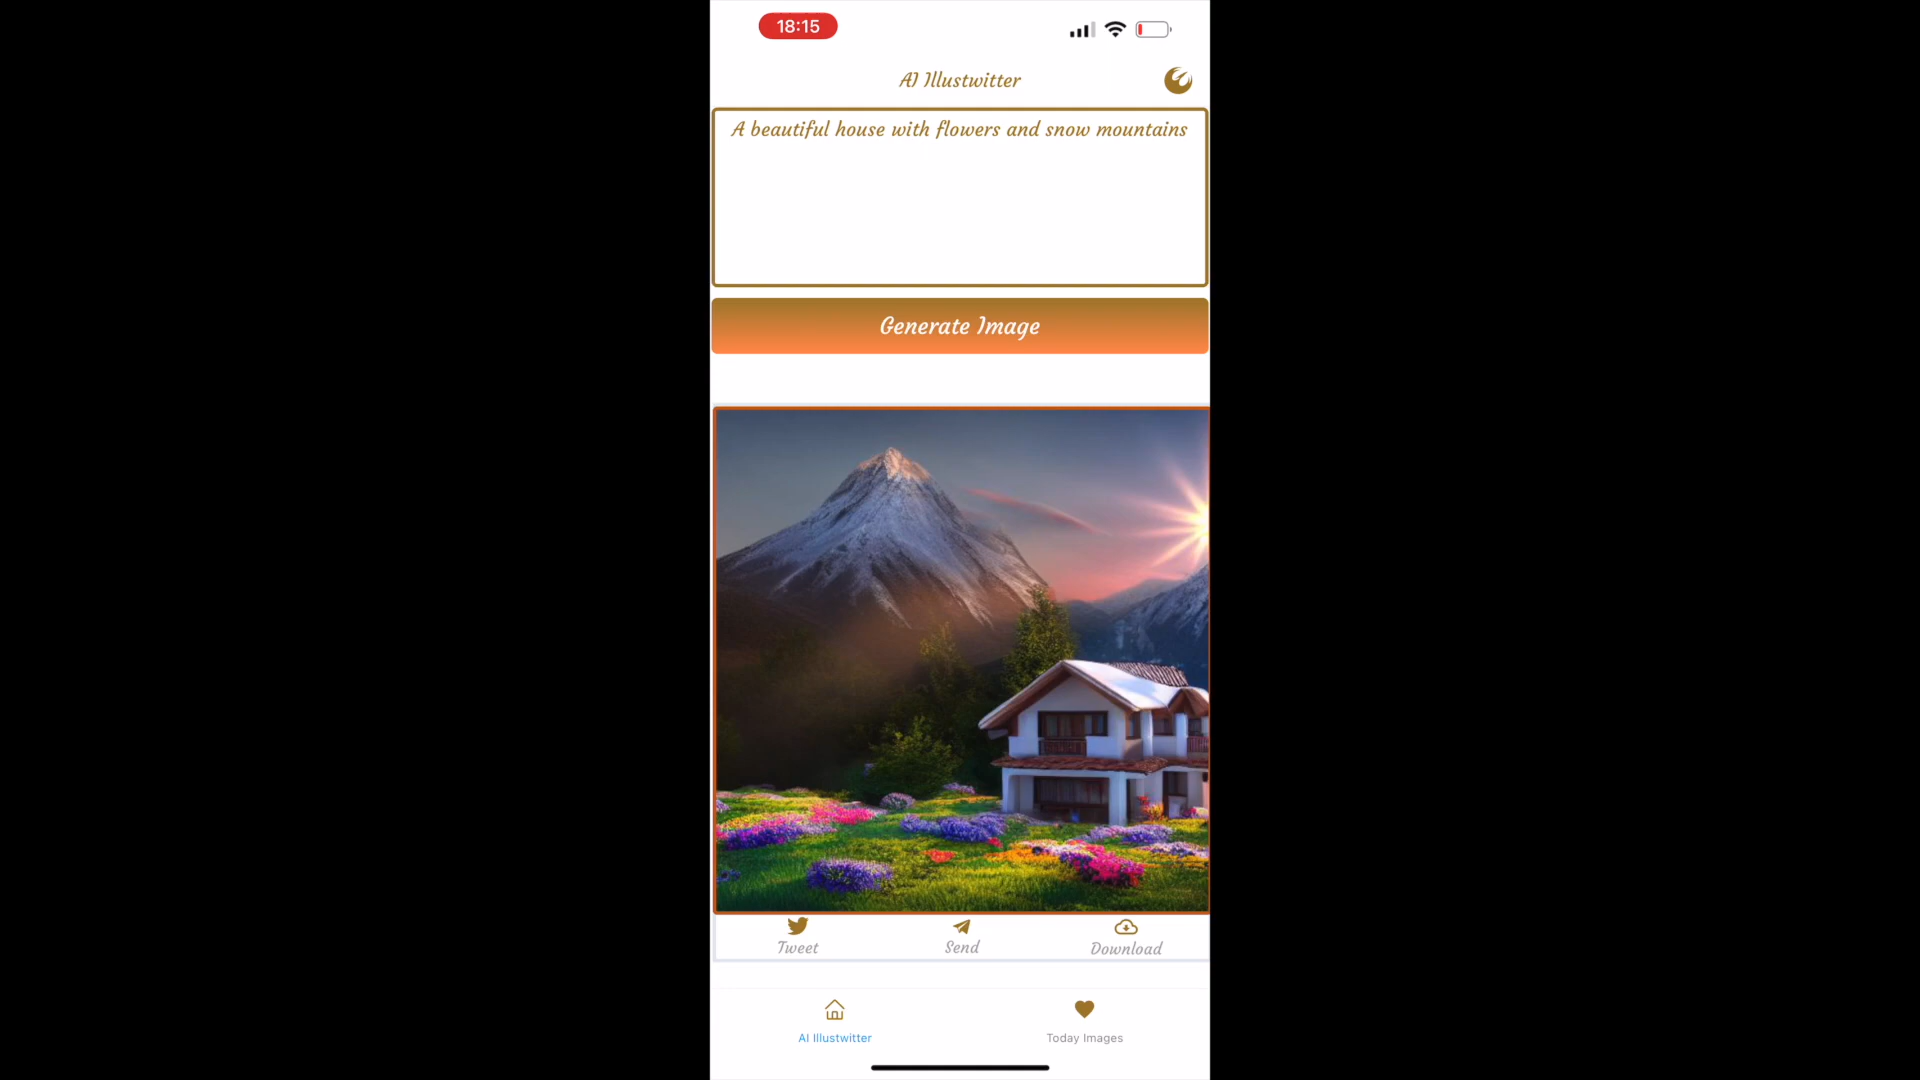 18:15
AI Illustwitter
A beautiful house with flowers and snow mountains
Generate Image
Tweet
Send
Download
AI Illustwitter
Today Images